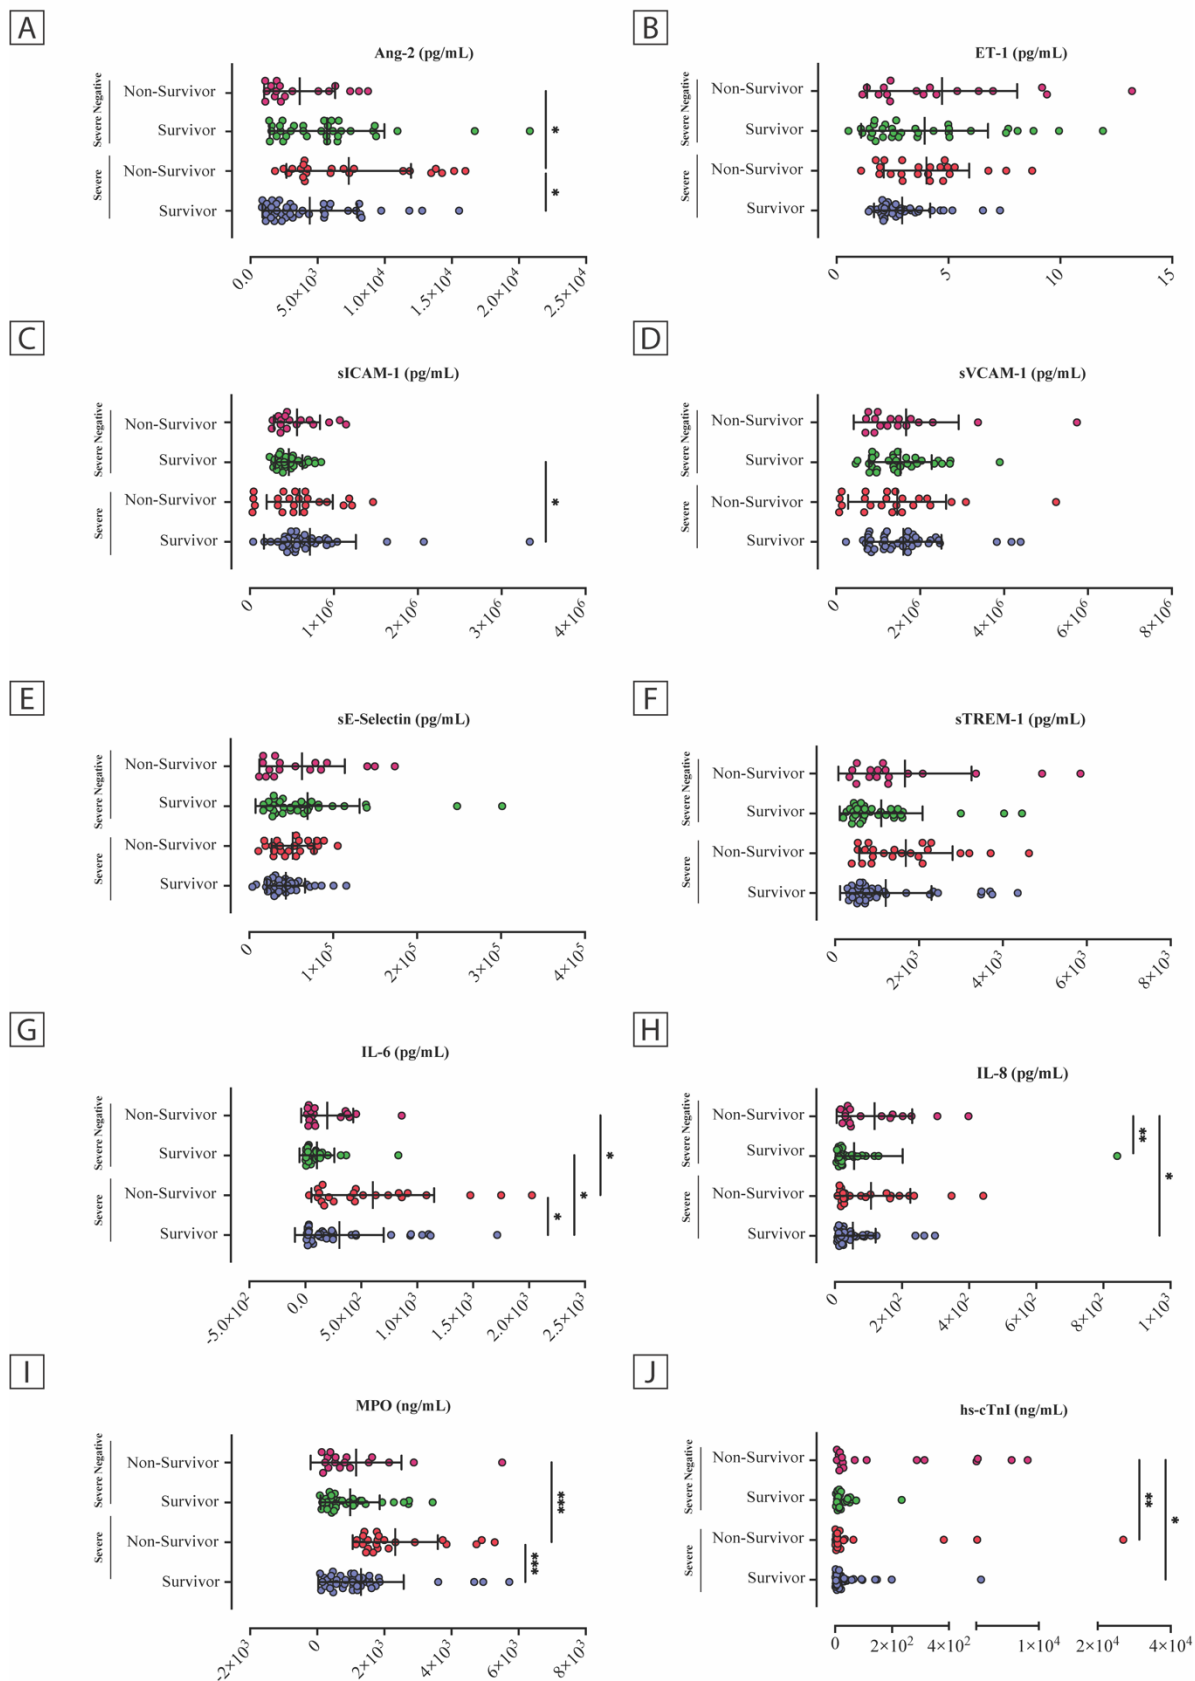 A
Ang-2 (pg/mL)
Severe Negative
Non-Survivor
Survivor
*
Severe
Non-Survivor
Survivor
*
0.0 5.0×10³ 1.0×10⁴ 1.5×10⁴ 2.0×10⁴ 2.5×10⁴
B
ET-1 (pg/mL)
Severe Negative
Non-Survivor
Survivor
Severe
Non-Survivor
Survivor
0 5 10 15
C
sICAM-1 (pg/mL)
Severe Negative
Non-Survivor
Survivor
Severe
Non-Survivor
Survivor
*
0 1×10⁶ 2×10⁶ 3×10⁶ 4×10⁶
D
sVCAM-1 (pg/mL)
Severe Negative
Non-Survivor
Survivor
Severe
Non-Survivor
Survivor
0 2×10⁶ 4×10⁶ 6×10⁶ 8×10⁶
E
sE-Selectin (pg/mL)
Severe Negative
Non-Survivor
Survivor
Severe
Non-Survivor
Survivor
0 1×10⁵ 2×10⁵ 3×10⁵ 4×10⁵
F
sTREM-1 (pg/mL)
Severe Negative
Non-Survivor
Survivor
Severe
Non-Survivor
Survivor
0 2×10³ 4×10³ 6×10³ 8×10³
G
IL-6 (pg/mL)
Severe Negative
Non-Survivor
Survivor
Severe
Non-Survivor
Survivor
*
*
*
-5.0×10² 0.0 5.0×10² 1.0×10³ 1.5×10³ 2.0×10³ 2.5×10³
H
IL-8 (pg/mL)
Severe Negative
Non-Survivor
Survivor
Severe
Non-Survivor
Survivor
**
*
0 2×10² 4×10² 6×10² 8×10² 1×10³
I
MPO (ng/mL)
Severe Negative
Non-Survivor
Survivor
Severe
Non-Survivor
Survivor
***
***
-2×10³ 0 2×10³ 4×10³ 6×10³ 8×10³
J
hs-cTnI (ng/mL)
Severe Negative
Non-Survivor
Survivor
Severe
Non-Survivor
Survivor
**
*
0 2×10² 4×10² 1×10⁴ 2×10⁴ 4×10⁴